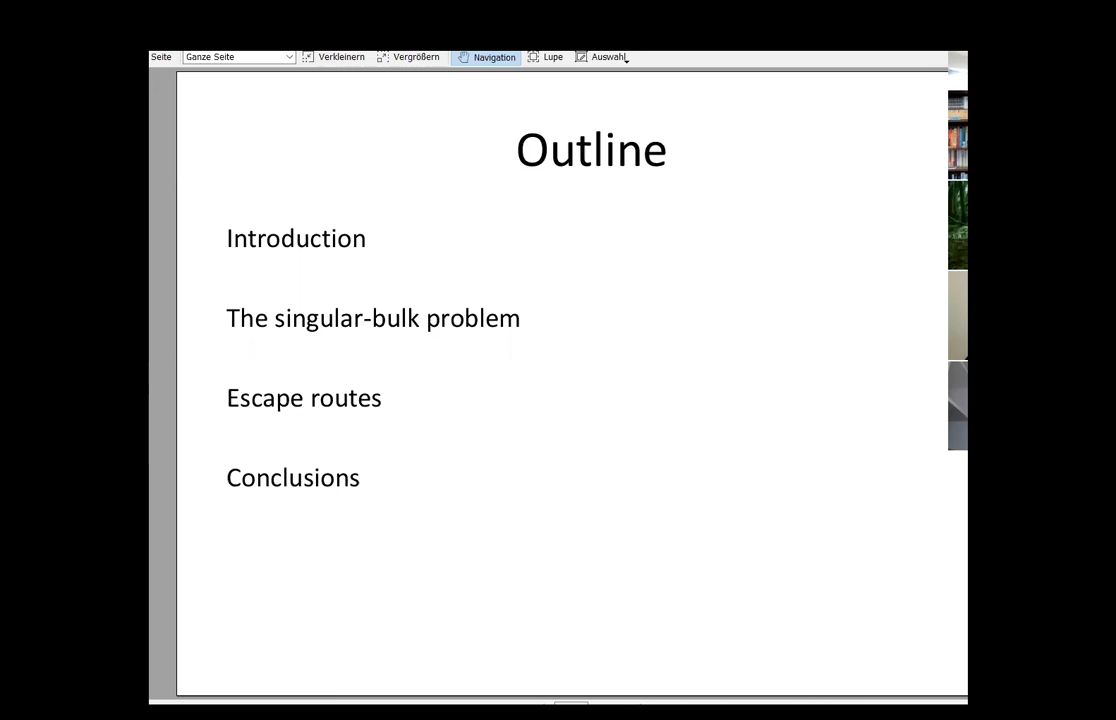 Seite Ganze Seite Verkleinern Vergrößern Navigation Lupe Auswahl
Outline
Introduction
The singular-bulk problem
Escape routes
Conclusions